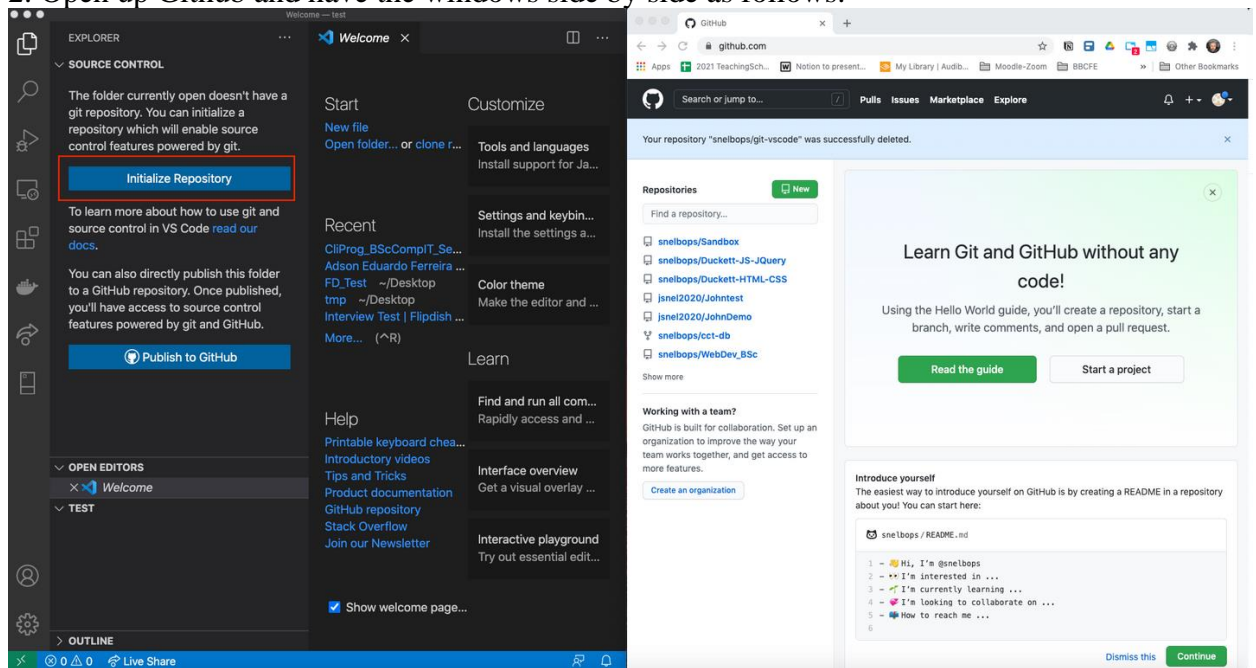 2. Open up Github and have the windows side by side as follows:
Welcome — test
EXPLORER
Welcome
SOURCE CONTROL
The folder currently open doesn't have a
git repository. You can initialize a
repository which will enable source
control features powered by git.
Initialize Repository
To learn more about how to use git and
source control in VS Code read our
docs.
You can also directly publish this folder
to a GitHub repository. Once published,
you'll have access to source control
features powered by git and GitHub.
Publish to GitHub
OPEN EDITORS
Welcome
TEST
OUTLINE
0 0 Live Share
Start
New file
Open folder... or clone r...
Recent
CliProg_BScCompIT_Se...
Adson Eduardo Ferreira ...
FD_Test ~/Desktop
tmp ~/Desktop
Interview Test | Flipdish ...
More... (^R)
Help
Printable keyboard chea...
Introductory videos
Tips and Tricks
Product documentation
GitHub repository
Stack Overflow
Join our Newsletter
Show welcome page...
Customize
Tools and languages
Install support for Ja...
Settings and keybin...
Install the settings a...
Color theme
Make the editor and ...
Learn
Find and run all com...
Rapidly access and ...
Interface overview
Get a visual overlay ...
Interactive playground
Try out essential edit...
GitHub
github.com
Apps 2021 TeachingSch... Notion to present... My Library | Audib... Moodle-Zoom BBCFE » Other Bookmarks
Search or jump to... / Pulls Issues Marketplace Explore
Your repository "snelbops/git-vscode" was successfully deleted.
Repositories New
Find a repository...
snelbops/Sandbox
snelbops/Duckett-JS-JQuery
snelbops/Duckett-HTML-CSS
jsnel2020/Johntest
jsnel2020/JohnDemo
snelbops/cct-db
snelbops/WebDev_BSc
Show more
Working with a team?
GitHub is built for collaboration. Set up an
organization to improve the way your
team works together, and get access to
more features.
Create an organization
Learn Git and GitHub without any
code!
Using the Hello World guide, you'll create a repository, start a
branch, write comments, and open a pull request.
Read the guide Start a project
Introduce yourself
The easiest way to introduce yourself on GitHub is by creating a README in a repository
about you! You can start here:
snelbops / README.md
1 - 👋 Hi, I'm @snelbops
2 - 👀 I'm interested in ...
3 - 🌱 I'm currently learning ...
4 - 💞️ I'm looking to collaborate on ...
5 - 📫 How to reach me ...
6
Dismiss this Continue